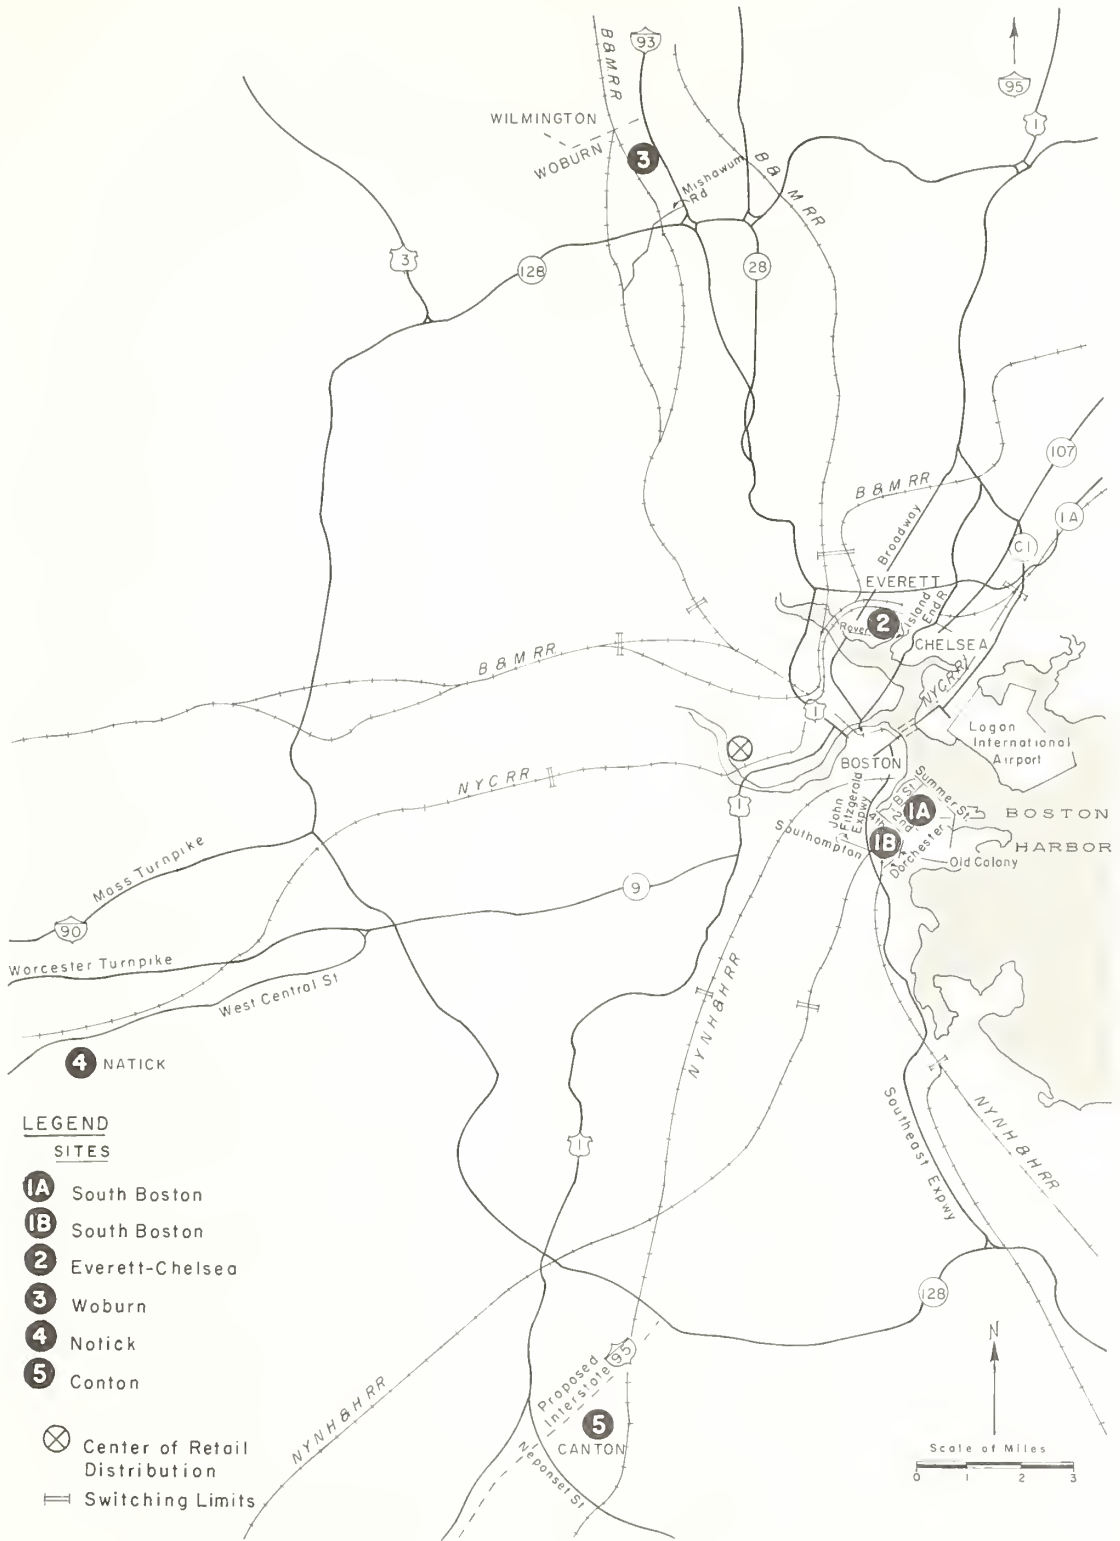 B & M RR
93
95
1
WILMINGTON
WOBURN
3
Mishawum
Rd
B & M RR
3
128
28
107
B & M RR
1A
Broadway
C1
EVERETT
Island
End R.
2
Rover
CHELSEA
B & M RR
NYCRR
1
Logan
International
Airport
BOSTON
NYC RR
1
John
Fitzgerald
Expwy
Summer St.
B St
1A
4th
2nd
BOSTON
HARBOR
Southampton
1B
Dorchester
Old Colony
Mass Turnpike
9
90
Worcester Turnpike
West Central St
NYNH&HRR
4 NATICK
Southeast Expwy
NYNH&HRR
1
LEGEND
SITES
1A South Boston
1B South Boston
2 Everett-Chelsea
3 Woburn
4 Notick
5 Conton
Center of Retail
Distribution
Switching Limits
128
N
95
Proposed
Interstate
NYNH&HRR
5
CANTON
Neponset St
Scale of Miles
0 1 2 3